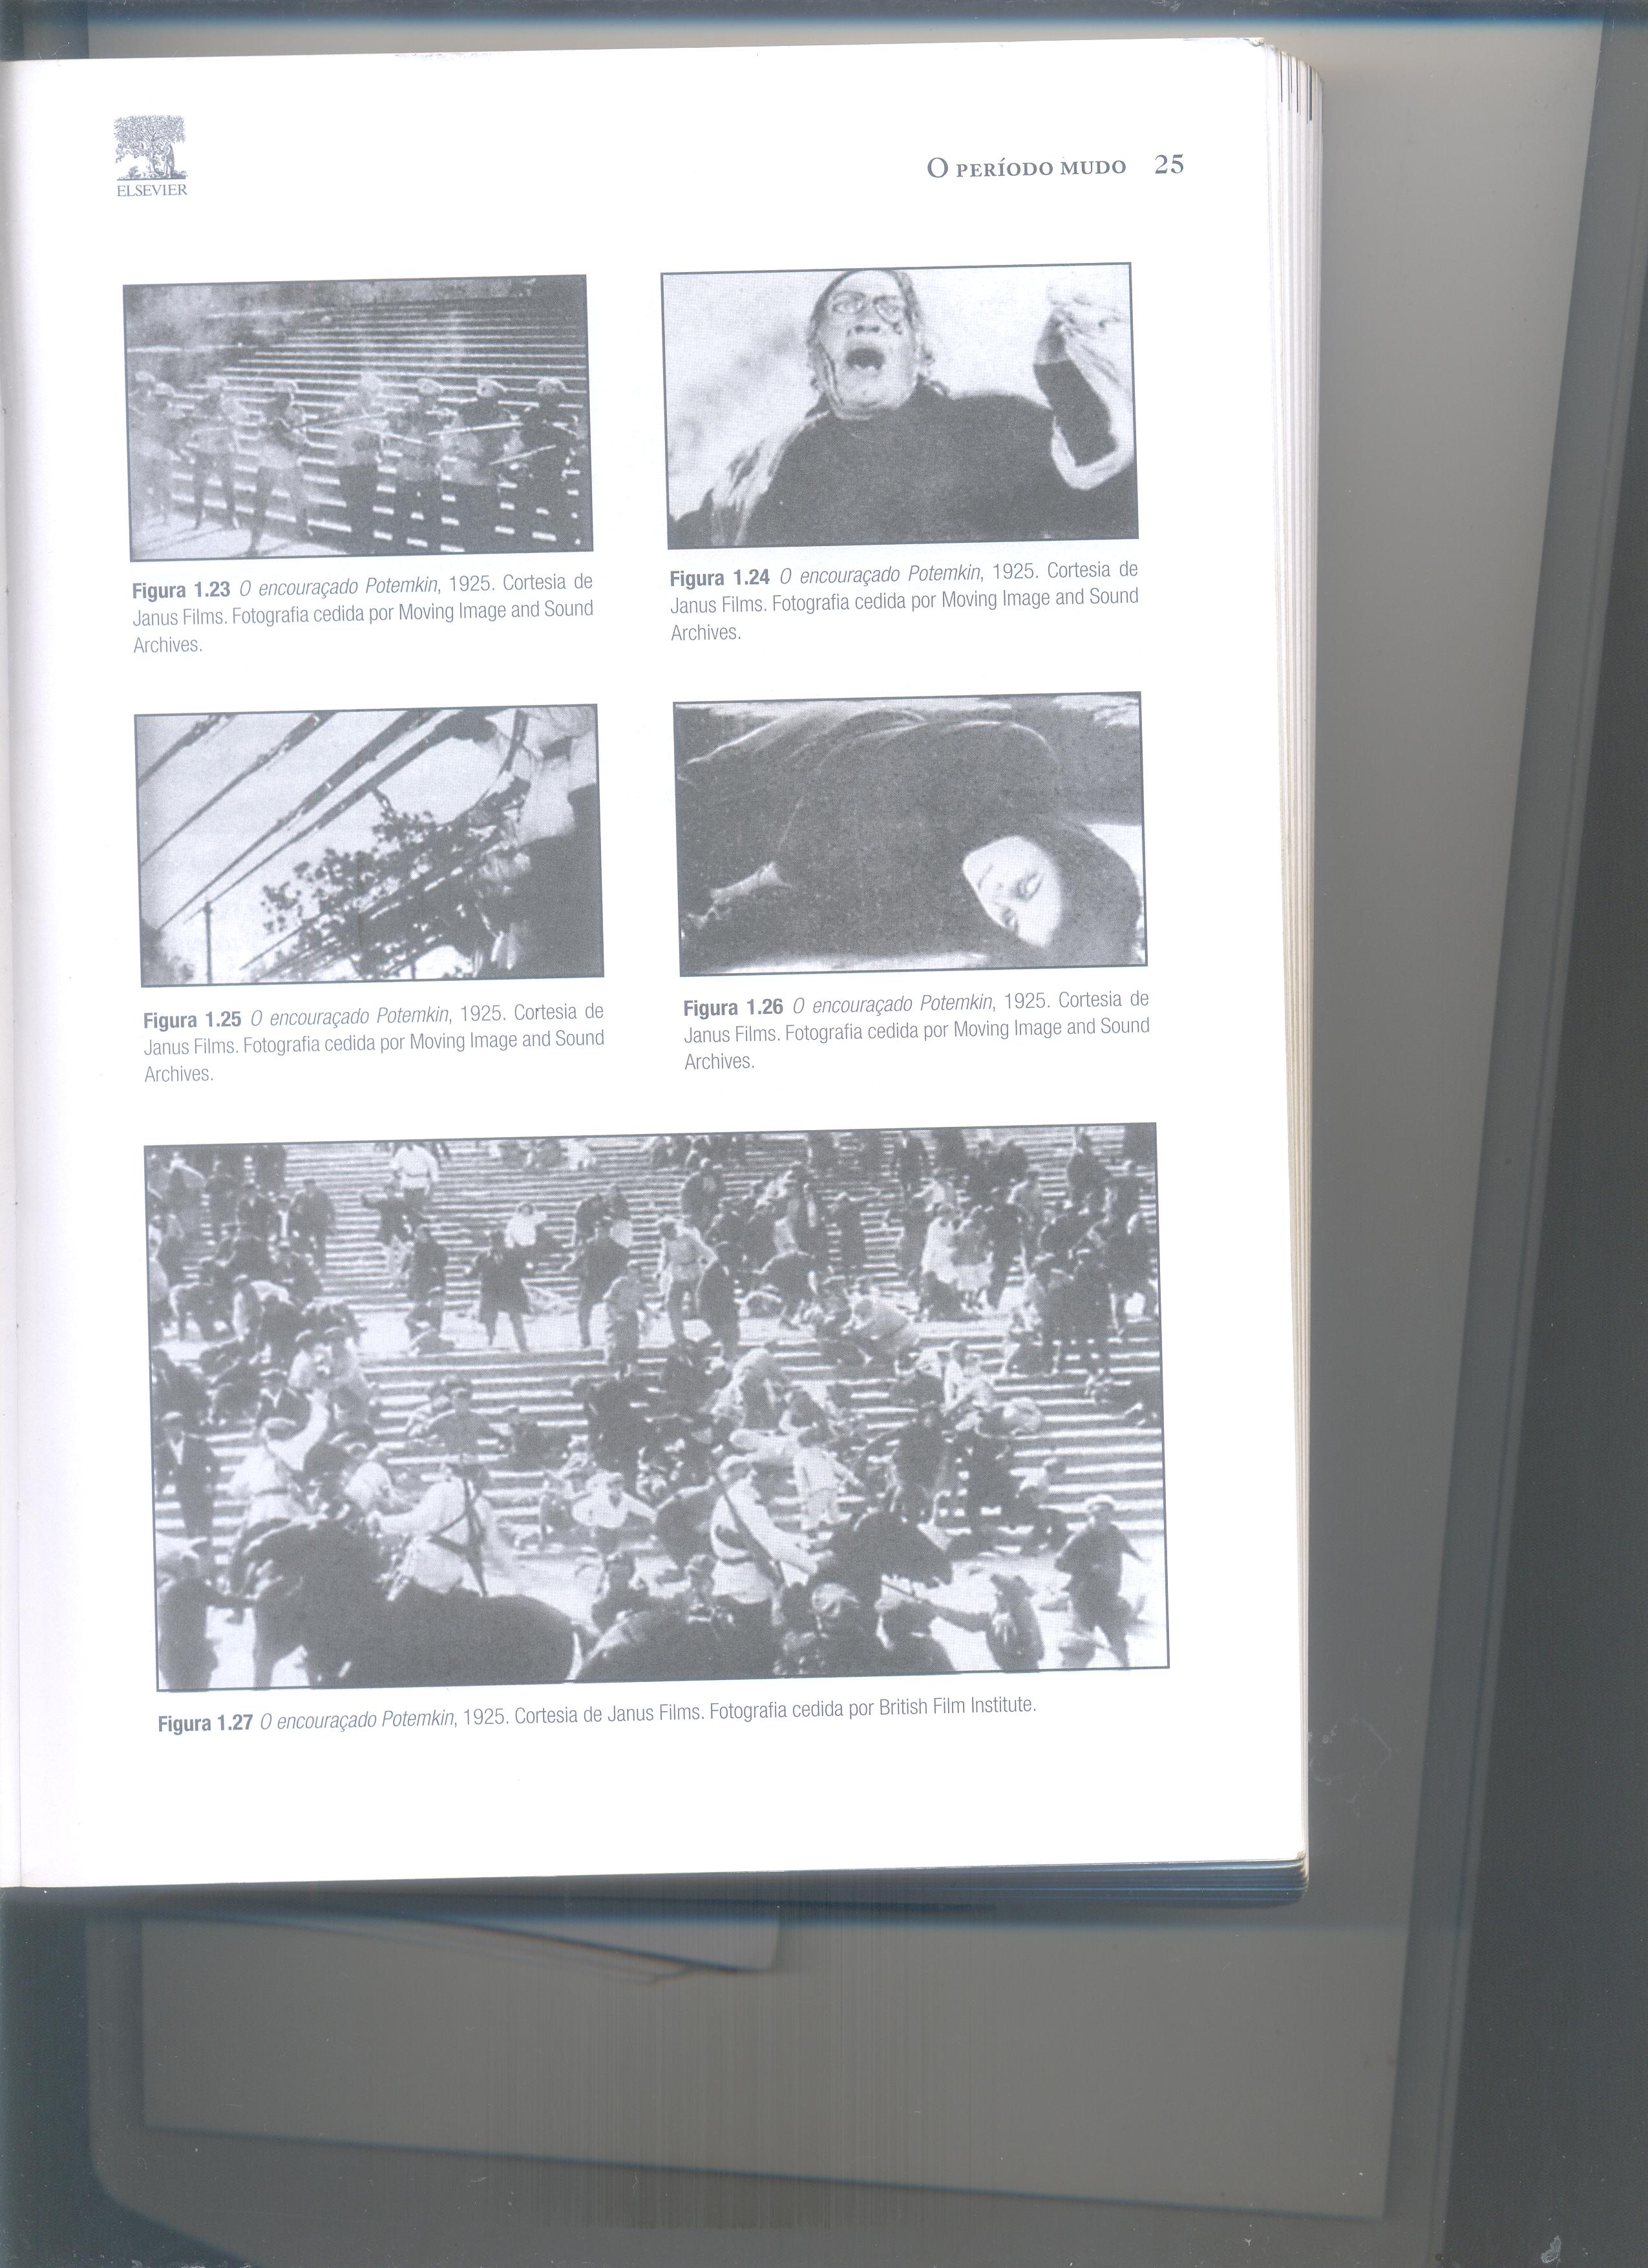 ELSEVIER
O PERÍODO MUDO 25
Figura 1.23 O encouraçado Potemkin, 1925. Cortesia de
Janus Films. Fotografia cedida por Moving Image and Sound
Archives.
Figura 1.24 O encouraçado Potemkin, 1925. Cortesia de
Janus Films. Fotografia cedida por Moving Image and Sound
Archives.
Figura 1.25 O encouraçado Potemkin, 1925. Cortesia de
Janus Films. Fotografia cedida por Moving Image and Sound
Archives.
Figura 1.26 O encouraçado Potemkin, 1925. Cortesia de
Janus Films. Fotografia cedida por Moving Image and Sound
Archives.
Figura 1.27 O encouraçado Potemkin, 1925. Cortesia de Janus Films. Fotografia cedida por British Film Institute.